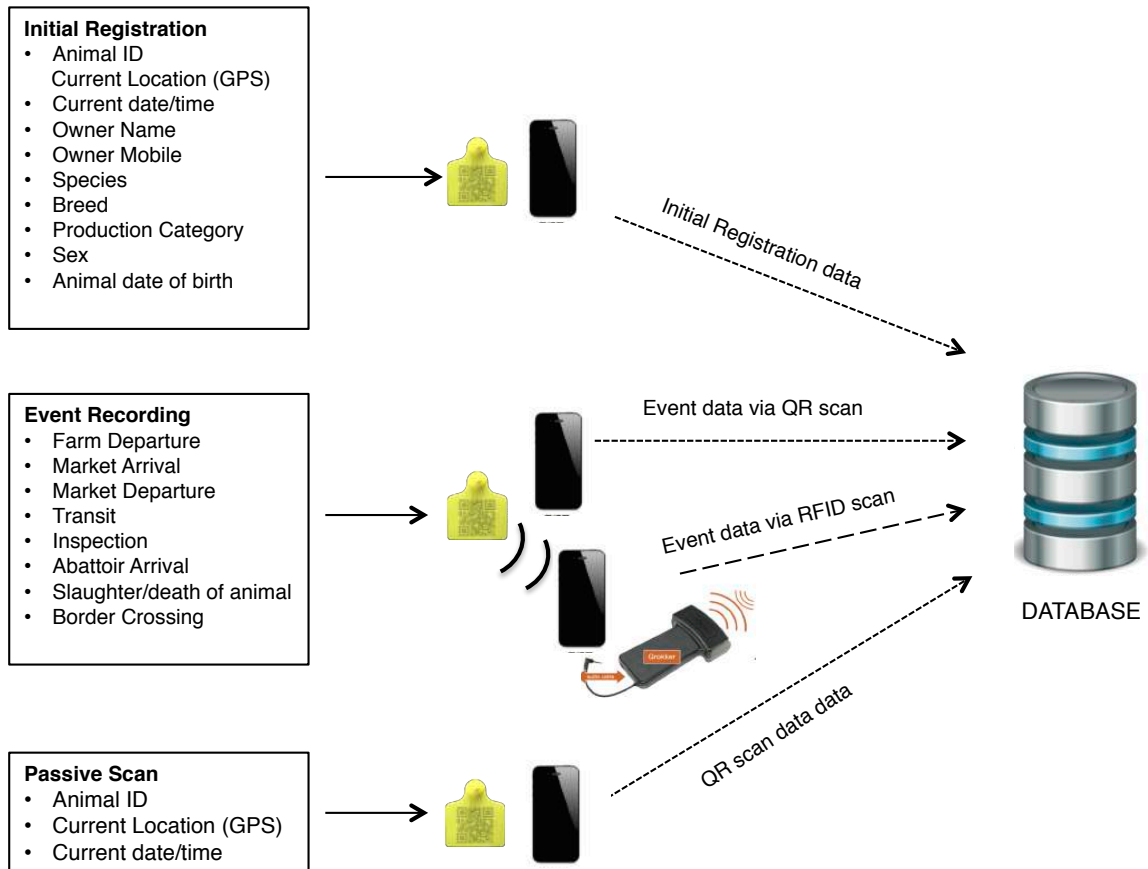 Initial Registration
• Animal ID
Current Location (GPS)
• Current date/time
• Owner Name
• Owner Mobile
• Species
• Breed
• Production Category
• Sex
• Animal date of birth
Initial Registration data
Event Recording
• Farm Departure
• Market Arrival
• Market Departure
• Transit
• Inspection
• Abattoir Arrival
• Slaughter/death of animal
• Border Crossing
Event data via QR scan
Event data via RFID scan
DATABASE
Passive Scan
• Animal ID
• Current Location (GPS)
• Current date/time
QR scan data data